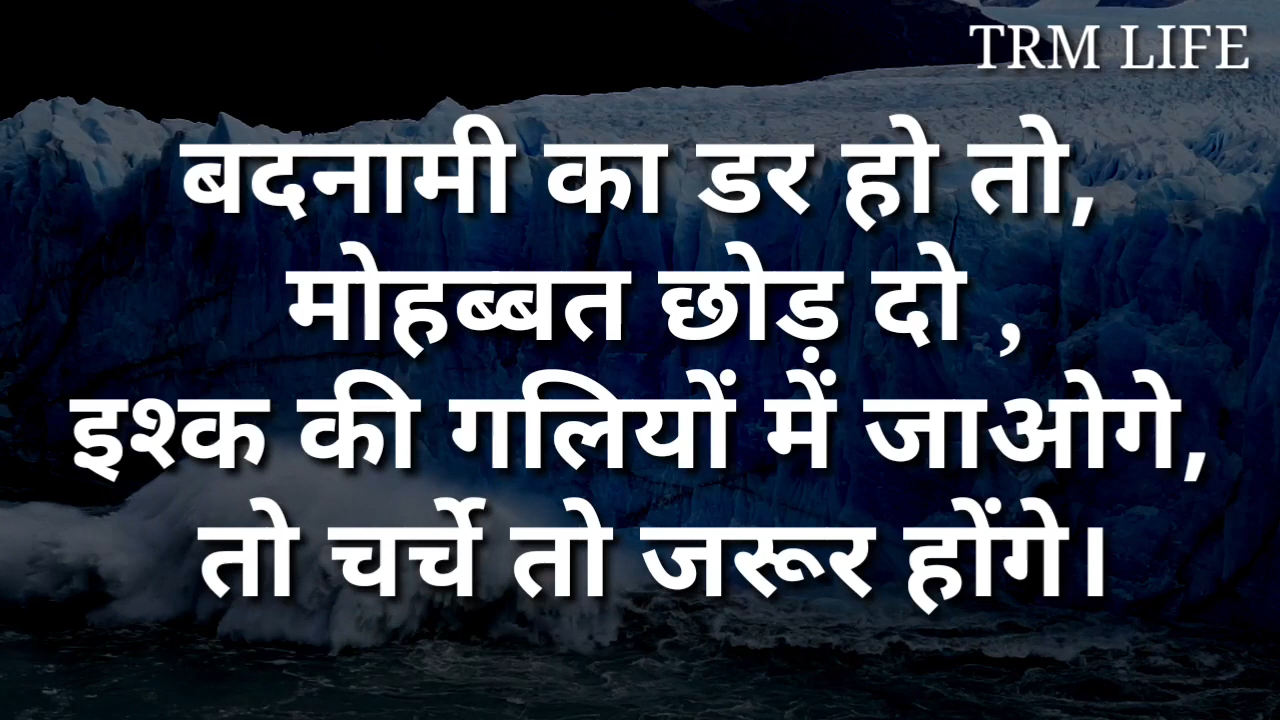 TRM LIFE
बदनामी का डर हो तो,
मोहब्बत छोड़ दो ,
इश्क की गलियों में जाओगे,
तो चर्चे तो जरूर होंगे।